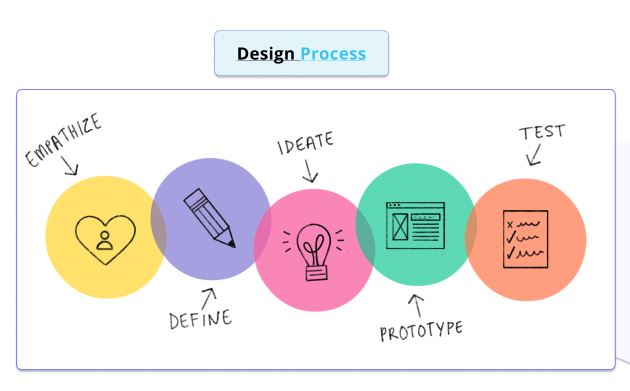 Design Process
EMPATHIZE
DEFINE
IDEATE
PROTOTYPE
TEST